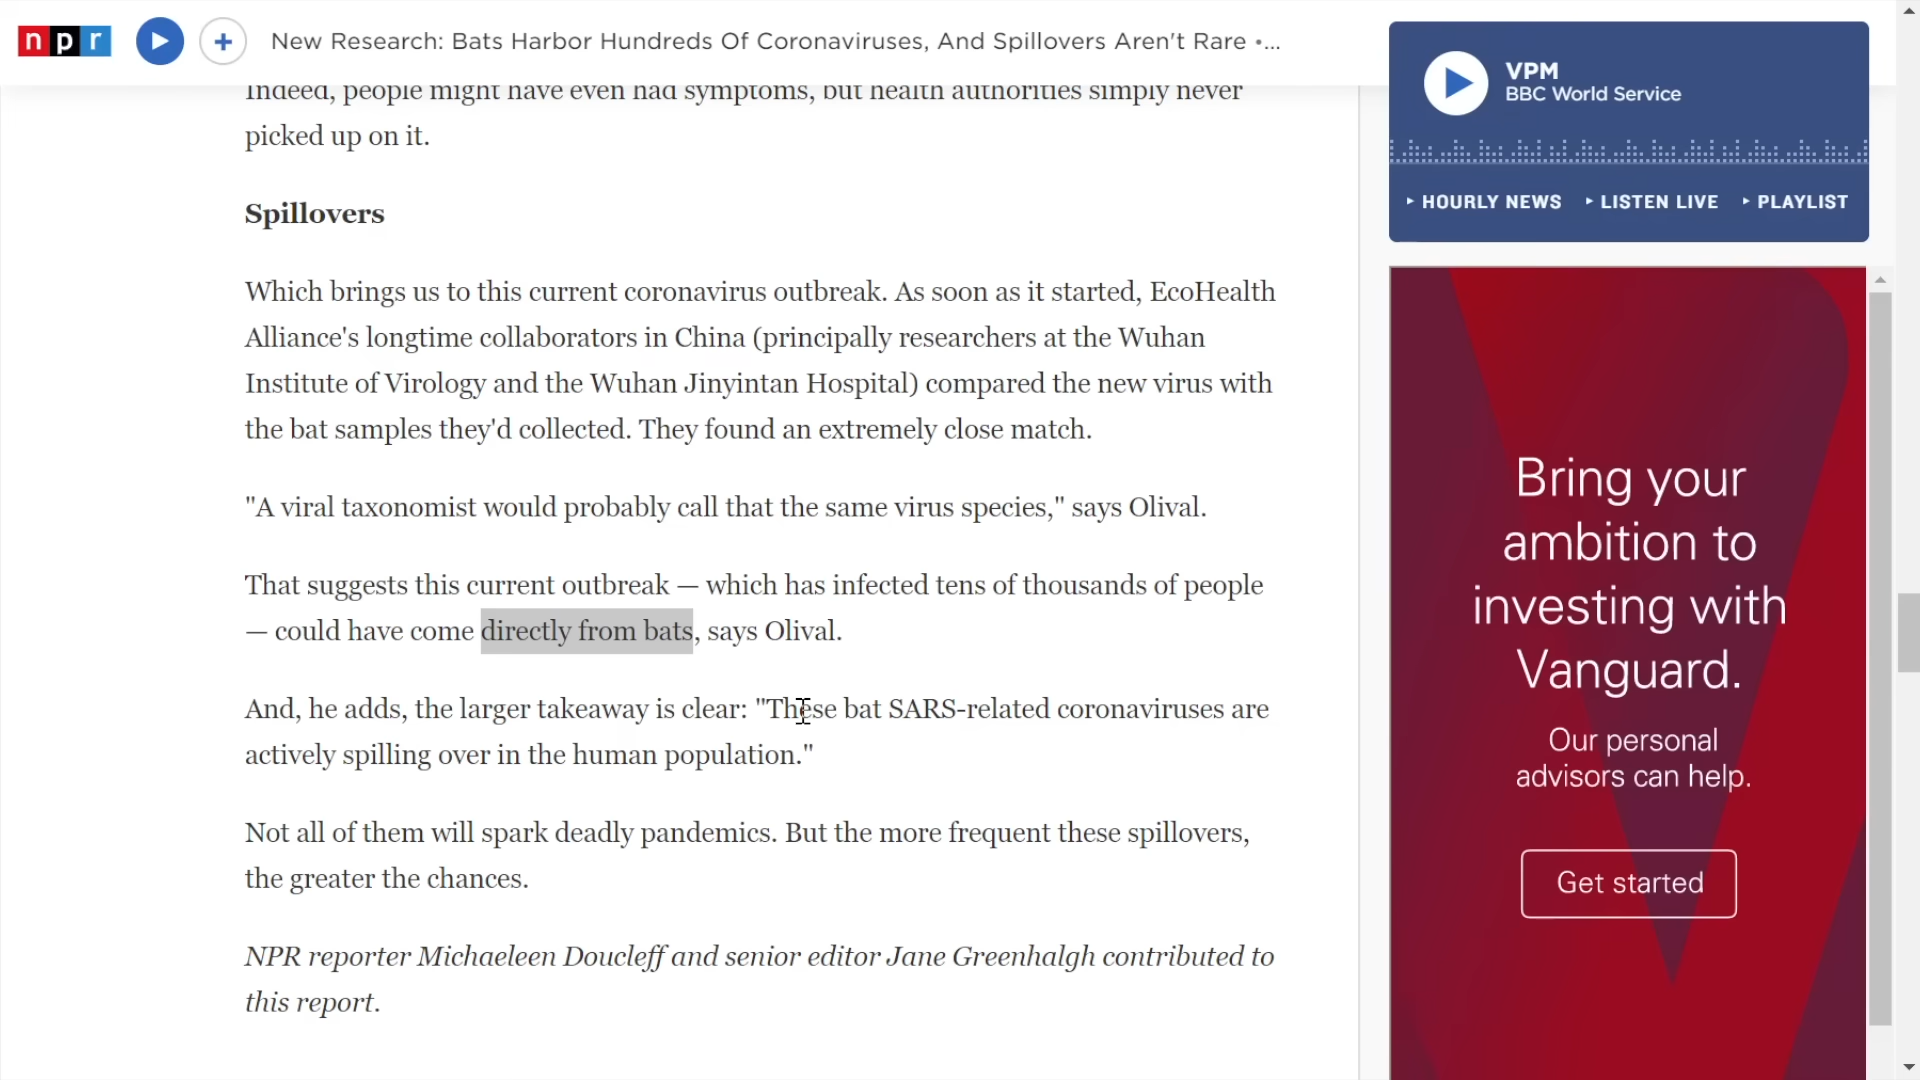 npr
New Research: Bats Harbor Hundreds Of Coronaviruses, And Spillovers Aren't Rare •...
Indeed, people might have even had symptoms, but health authorities simply never
picked up on it.
Spillovers
Which brings us to this current coronavirus outbreak. As soon as it started, EcoHealth
Alliance's longtime collaborators in China (principally researchers at the Wuhan
Institute of Virology and the Wuhan Jinyintan Hospital) compared the new virus with
the bat samples they'd collected. They found an extremely close match.
"A viral taxonomist would probably call that the same virus species," says Olival.
That suggests this current outbreak — which has infected tens of thousands of people
— could have come directly from bats, says Olival.
And, he adds, the larger takeaway is clear: "These bat SARS-related coronaviruses are
actively spilling over in the human population."
Not all of them will spark deadly pandemics. But the more frequent these spillovers,
the greater the chances.
NPR reporter Michaeleen Doucleff and senior editor Jane Greenhalgh contributed to
this report.
VPM
BBC World Service
HOURLY NEWS LISTEN LIVE PLAYLIST
Bring your
ambition to
investing with
Vanguard.
Our personal
advisors can help.
Get started